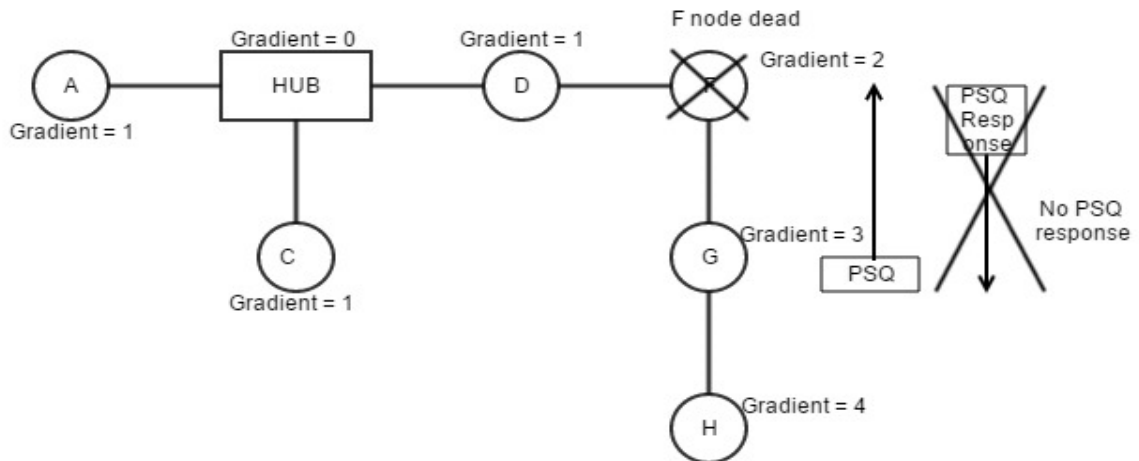 F node dead
Gradient = 0
Gradient = 1
Gradient = 2
A
HUB
D
F
PSQ
Resp
onse
Gradient = 1
No PSQ
response
Gradient = 3
C
G
PSQ
Gradient = 1
Gradient = 4
H